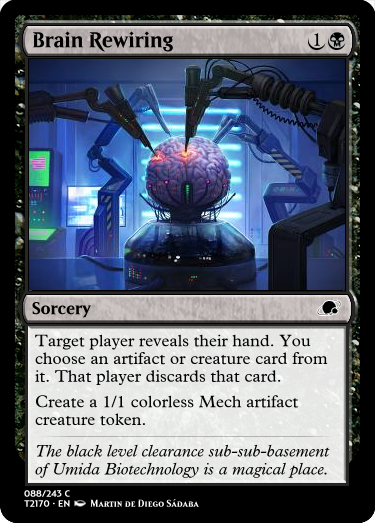 Brain Rewiring 1
Sorcery
Target player reveals their hand. You
choose an artifact or creature card from
it. That player discards that card.
Create a 1/1 colorless Mech artifact
creature token.
The black level clearance sub-sub-basement
of Umida Biotechnology is a magical place.
088/243 C
T2170 • EN Martin de Diego Sádaba